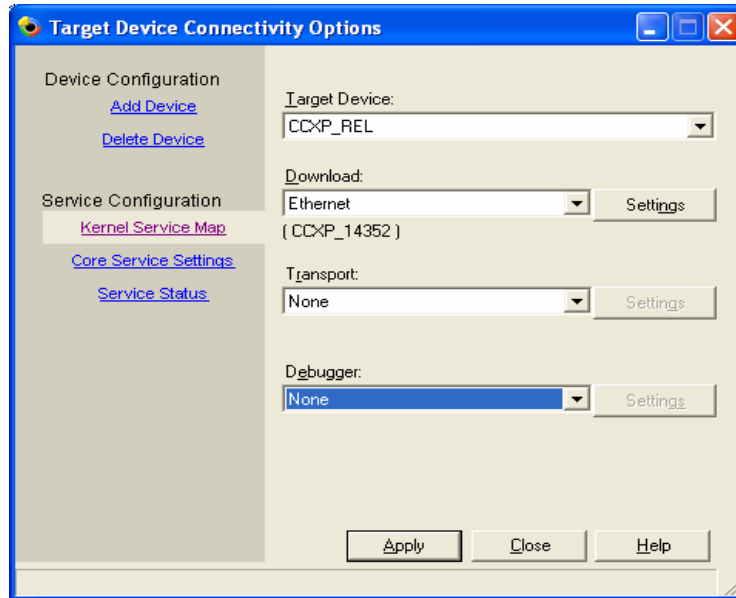 Target Device Connectivity Options
Device Configuration
Add Device
Delete Device
Service Configuration
Kernel Service Map
Core Service Settings
Service Status
Target Device:
CCXP_REL
Download:
Ethernet
Settings
( CCXP_14352 )
Transport:
None
Settings
Debugger:
None
Settings
Apply
Close
Help